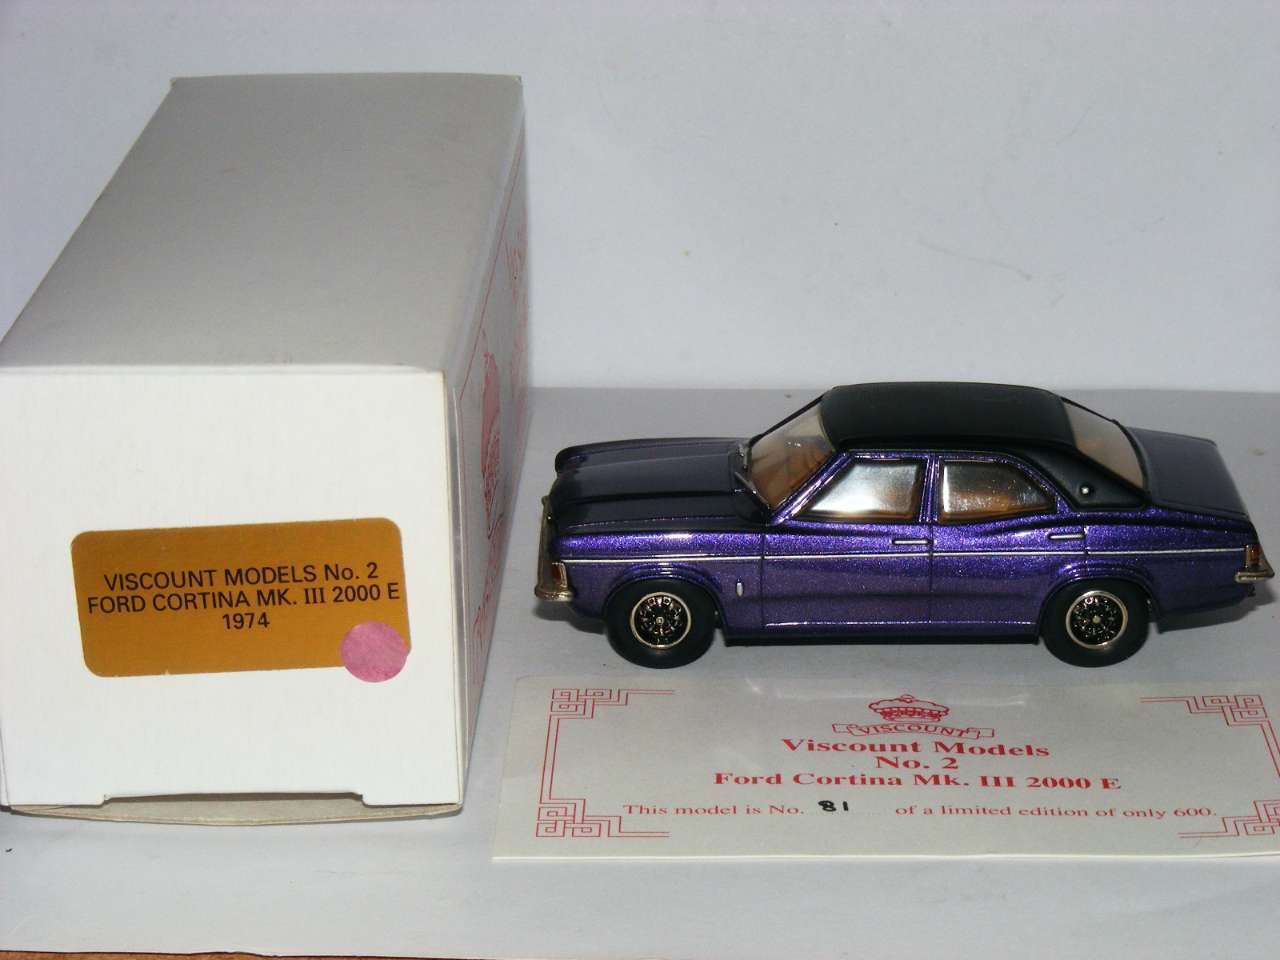 VISCOUNT MODELS No. 2
FORD CORTINA MK. III 2000 E
1974
VISCOUNT
Viscount Models
No. 2
Ford Cortina Mk. III 2000 E
This model is No. 81 of a limited edition of only 600.